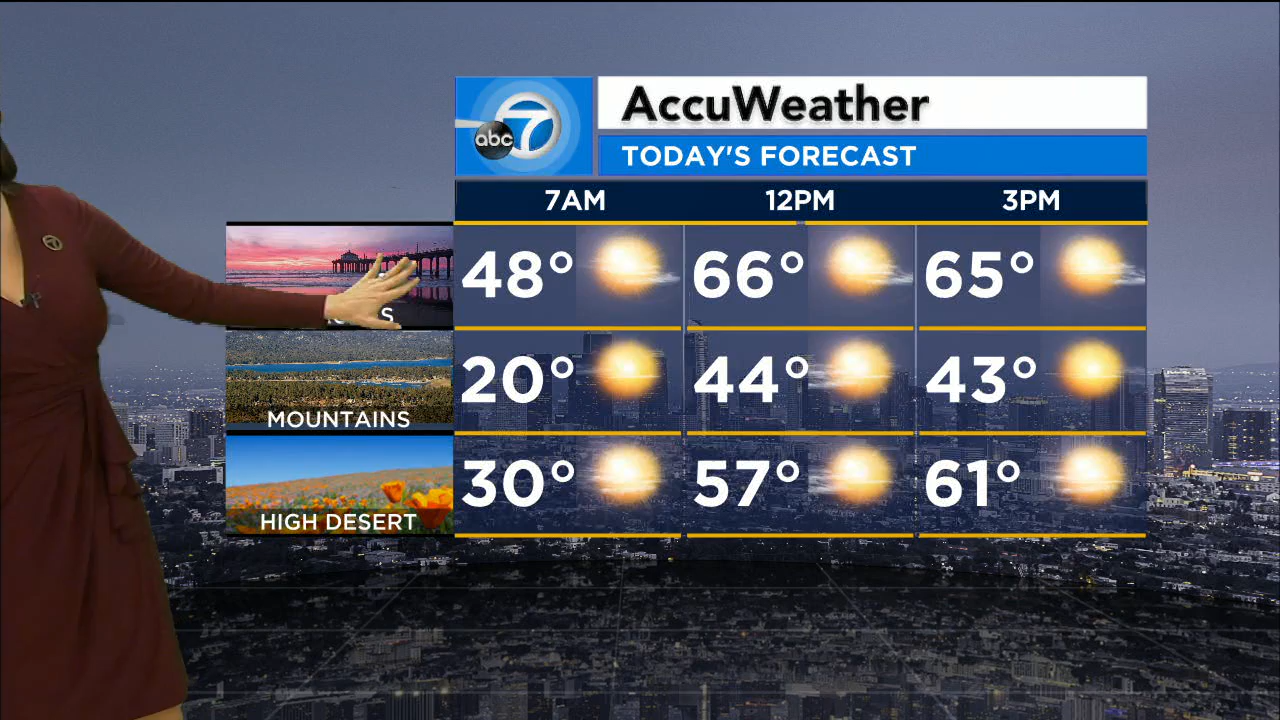 abc 7
AccuWeather
TODAY'S FORECAST
7AM 12PM 3PM
48° 66° 65°
MOUNTAINS 20° 44° 43°
HIGH DESERT 30° 57° 61°